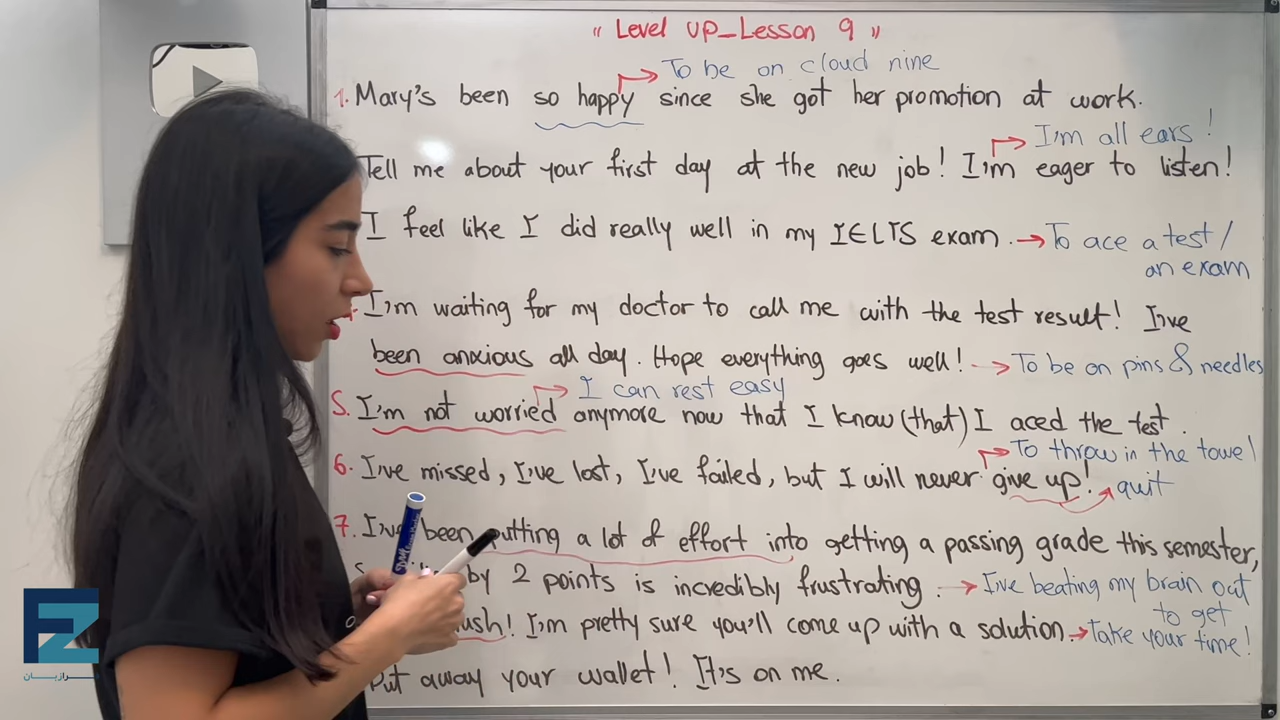 “ Level UP_Lesson 9 ”
To be on cloud nine
1. Mary's been so happy since she got her promotion at work.
I'm all ears!
Tell me about your first day at the new job! I'm eager to listen!
I feel like I did really well in my IELTS exam. → To ace a test /
an exam
I'm waiting for my doctor to call me with the test result! I've
been anxious all day. Hope everything goes well! → To be on pins & needles
I can rest easy
5. I'm not worried anymore now that I know (that) I aced the test.
To throw in the towel
6. I've missed, I've lost, I've failed, but I will never give up! quit
7. I've been putting a lot of effort into getting a passing grade this semester,
by 2 points is incredibly frustrating. → I've beating my brain out
to get
! I'm pretty sure you'll come up with a solution. → Take your time!
Put away your wallet! It's on me.
EZ